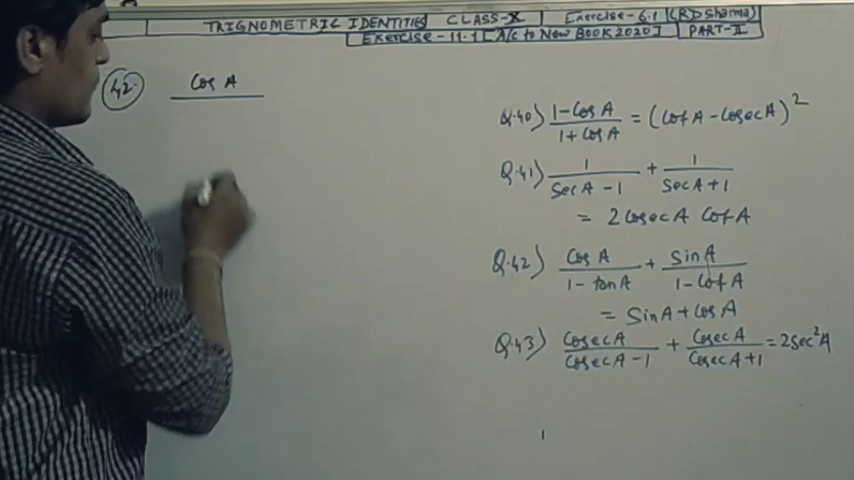 TRIGNOMETRIC IDENTITIES CLASS-X Exercise-6.1 (RD Sharma)
Exercise-11.1 [A/c to New BOOK 2020] PART-II
42. Cos A
Q.40) (1-Cos A)/(1+Cos A) = (Cot A - Cosec A)^2
Q.41) 1/(Sec A - 1) + 1/(Sec A + 1)
= 2 Cosec A Cot A
Q.42) Cos A/(1 - tan A) + Sin A/(1 - Cot A)
= Sin A + Cos A
Q.43) Cosec A/(Cosec A - 1) + Cosec A/(Cosec A + 1) = 2 Sec^2 A